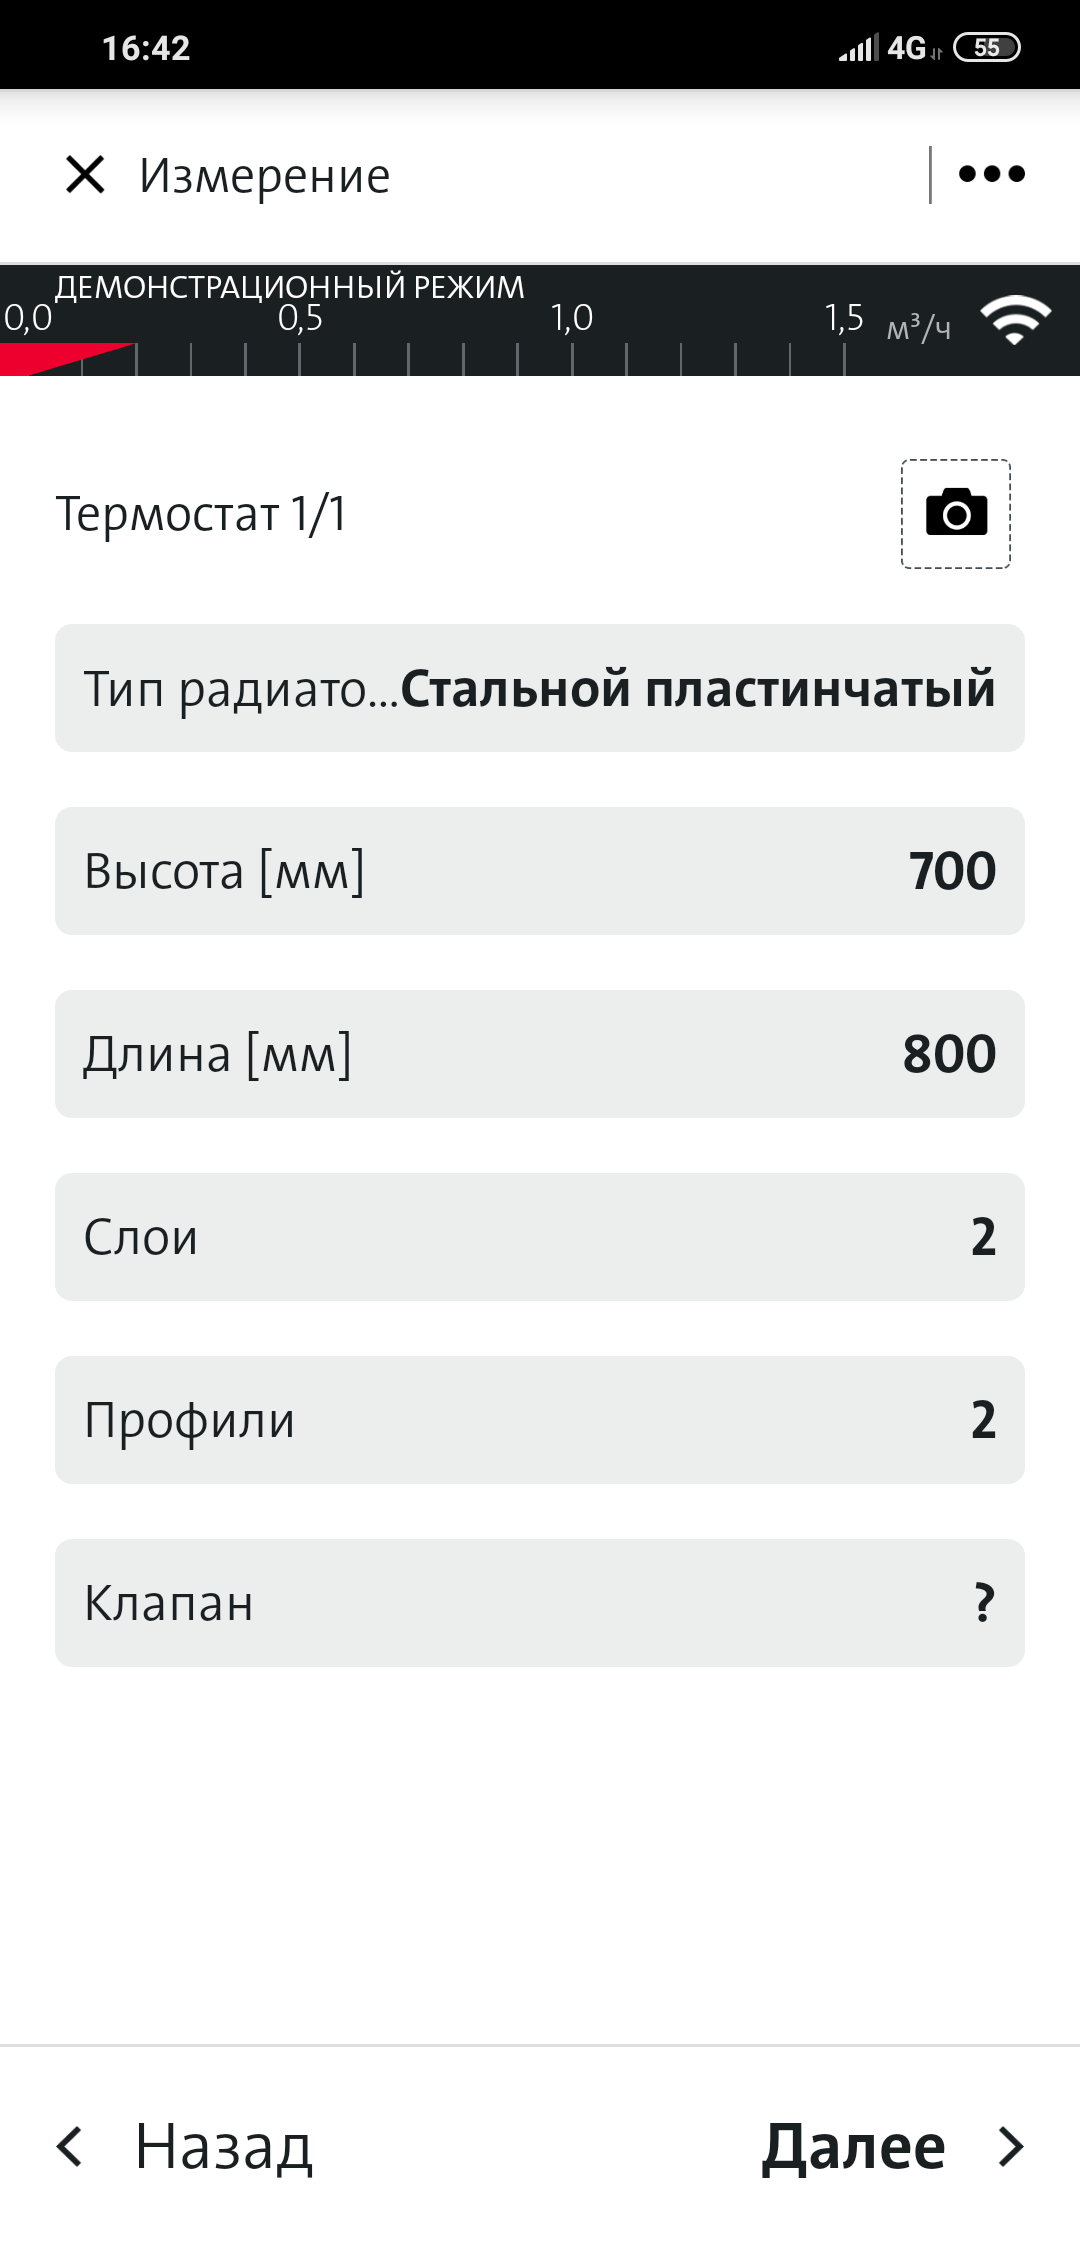 16:42 4G 55
Измерение
ДЕМОНСТРАЦИОННЫЙ РЕЖИМ
0,0 0,5 1,0 1,5 м³/ч
Термостат 1/1
Тип радиато...Стальной пластинчатый
Высота [мм] 700
Длина [мм] 800
Слои 2
Профили 2
Клапан ?
Назад Далее